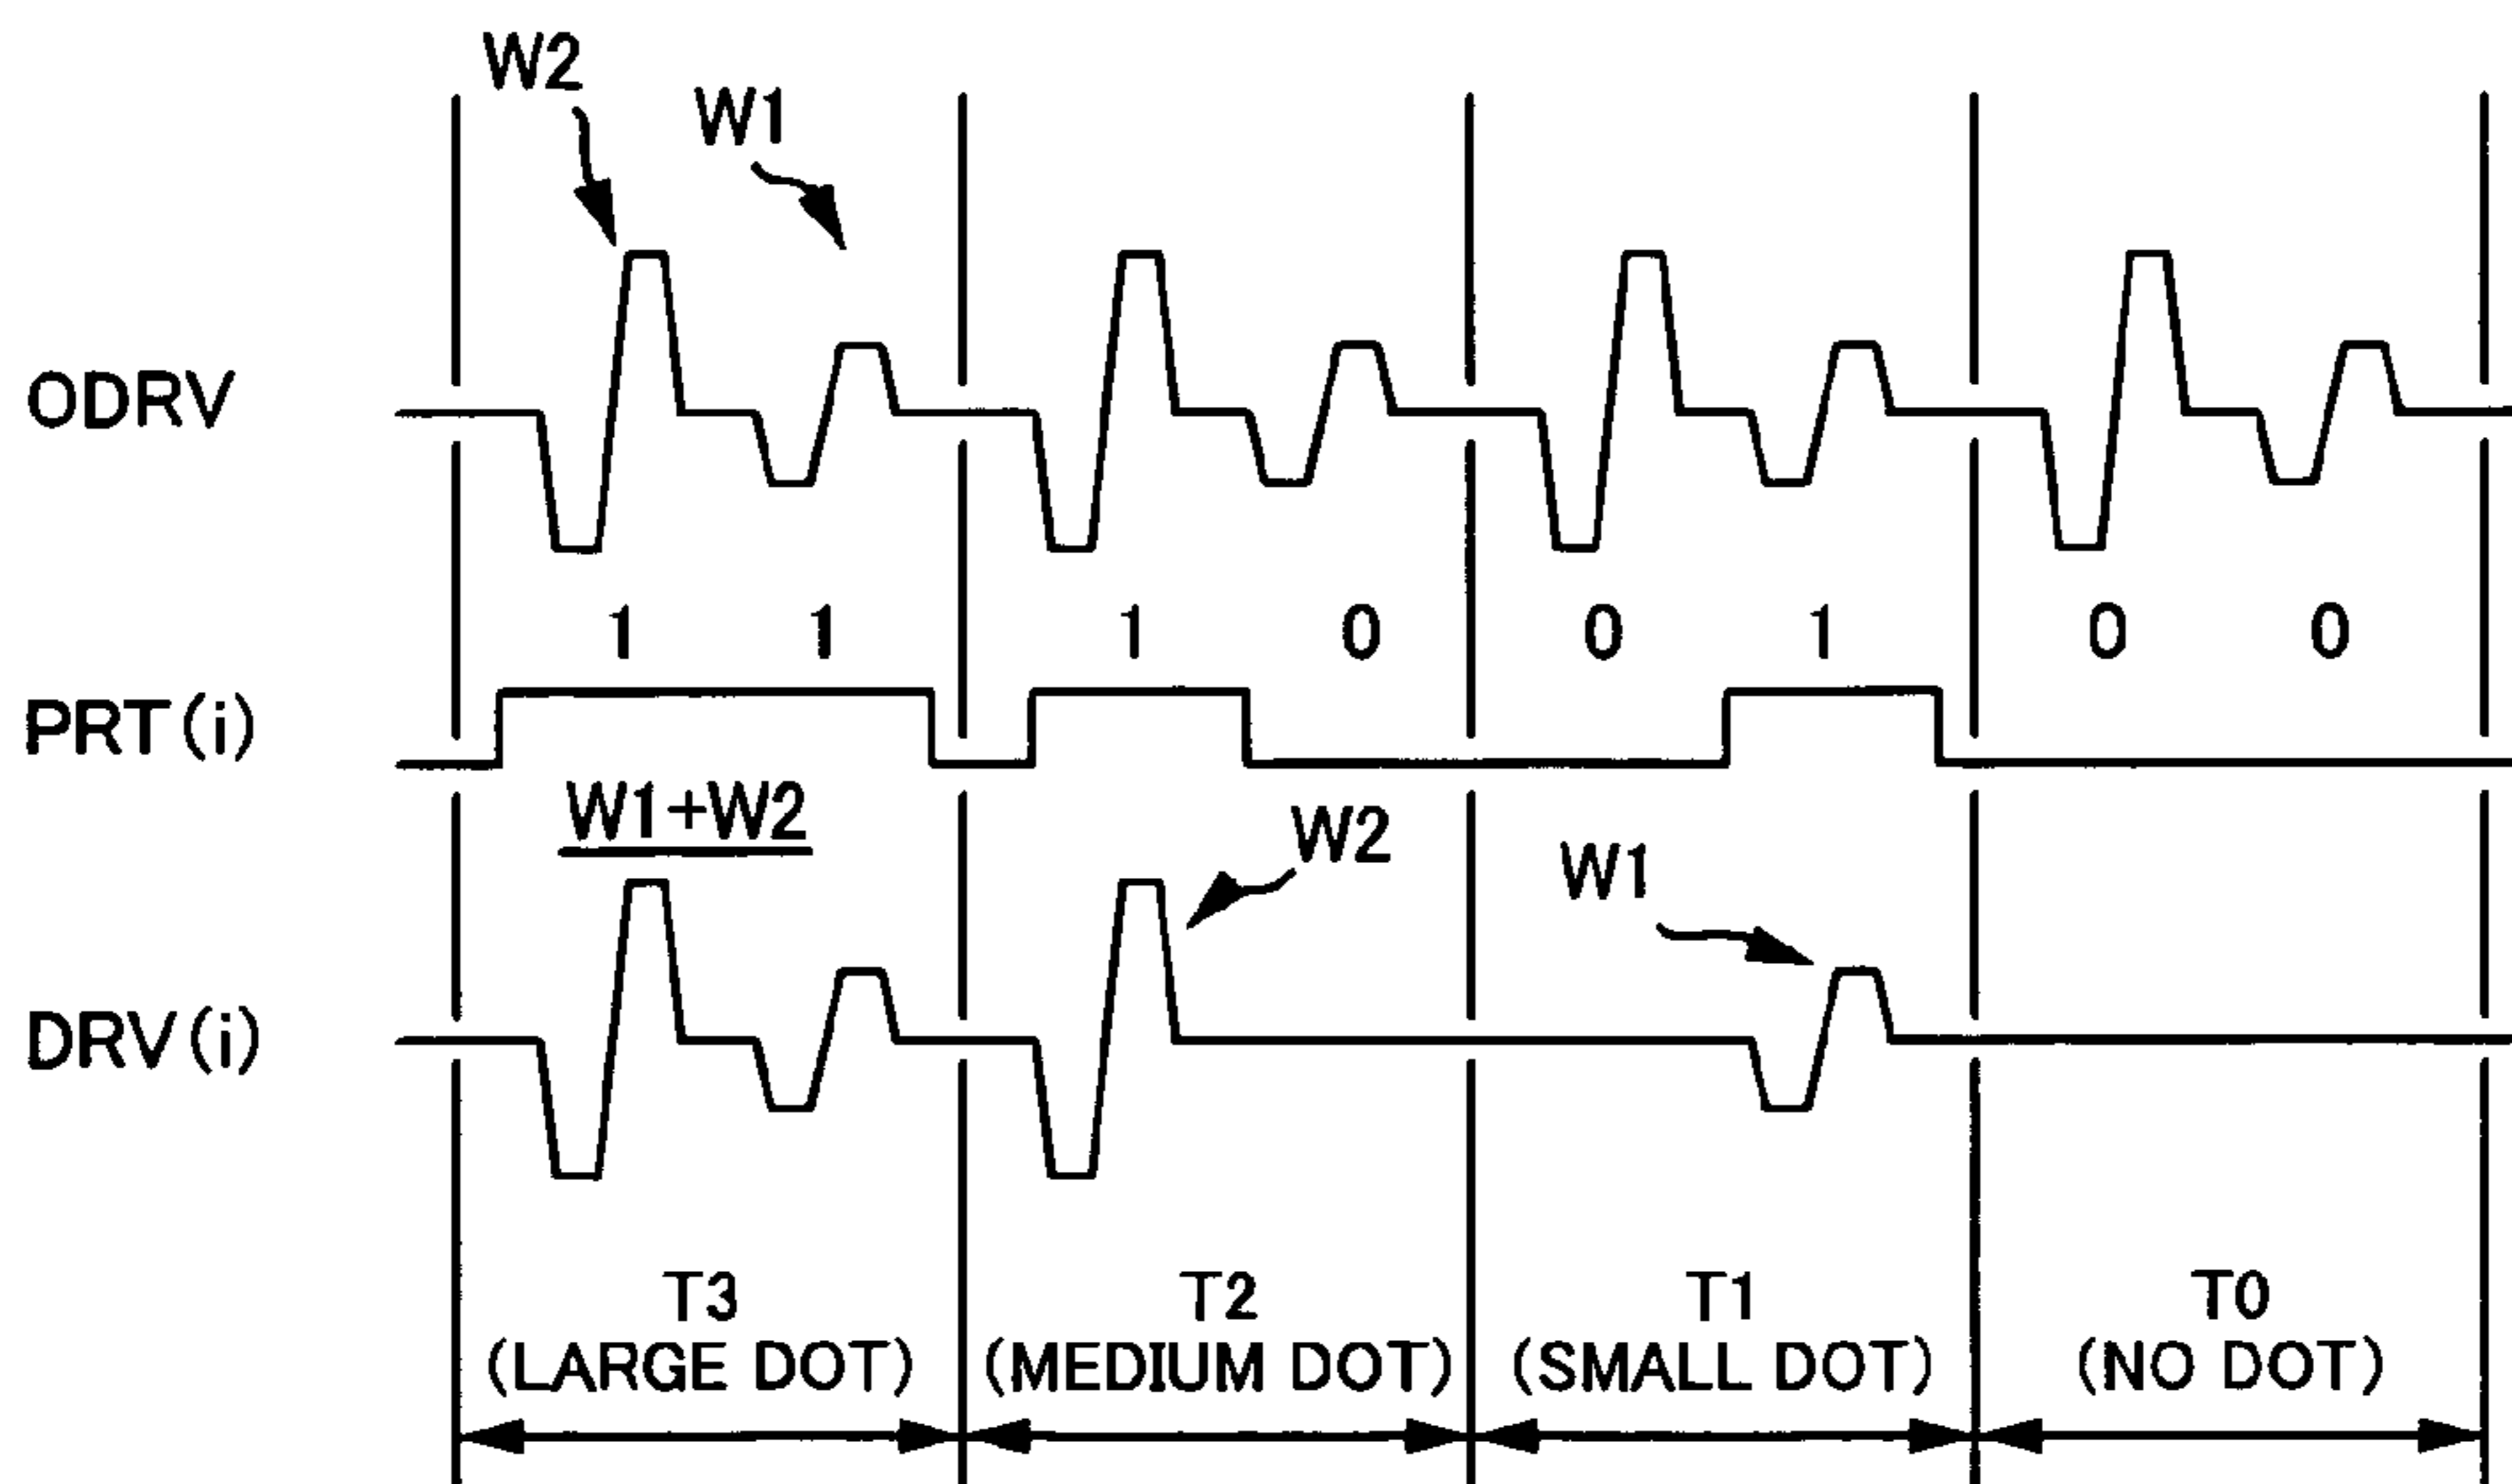 W2
W1
ODRV
1 1 1 0 0 1 0 0
PRT(i)
W1+W2
W2
W1
DRV(i)
T3 T2 T1 T0
(LARGE DOT) (MEDIUM DOT) (SMALL DOT) (NO DOT)